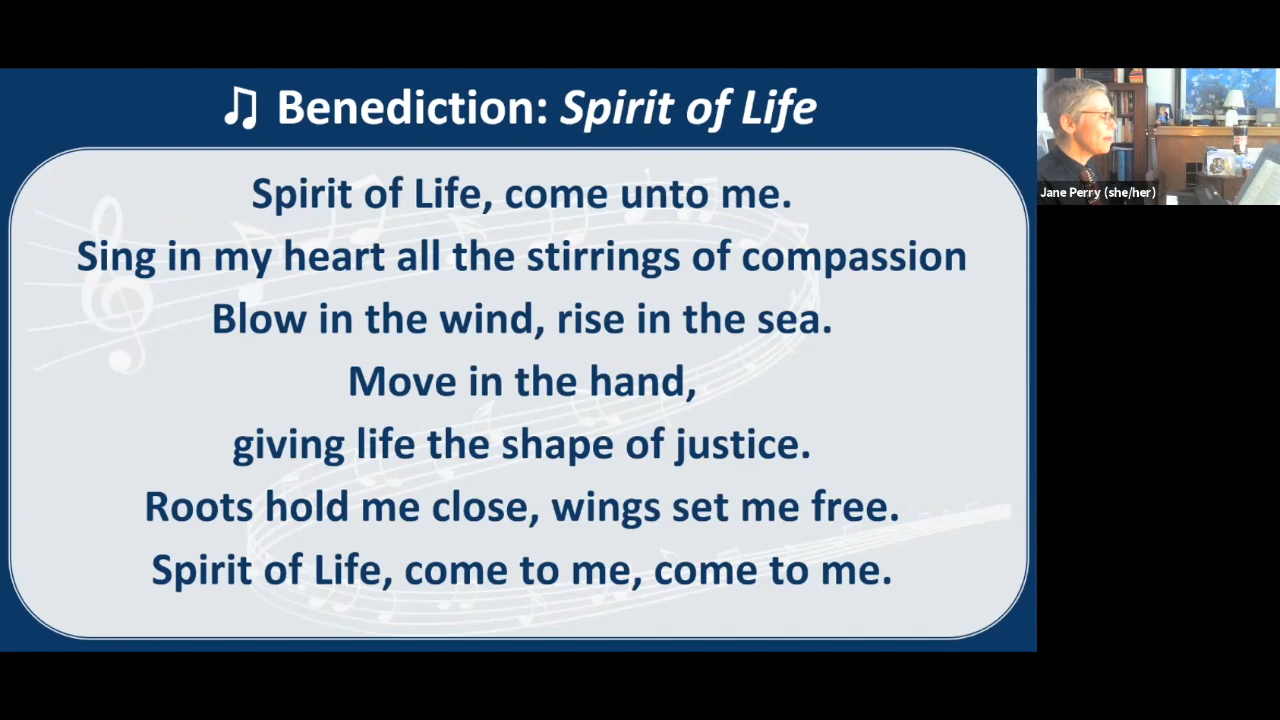 ♫ Benediction: Spirit of Life
Spirit of Life, come unto me.
Sing in my heart all the stirrings of compassion
Blow in the wind, rise in the sea.
Move in the hand,
giving life the shape of justice.
Roots hold me close, wings set me free.
Spirit of Life, come to me, come to me.
Jane Perry (she/her)